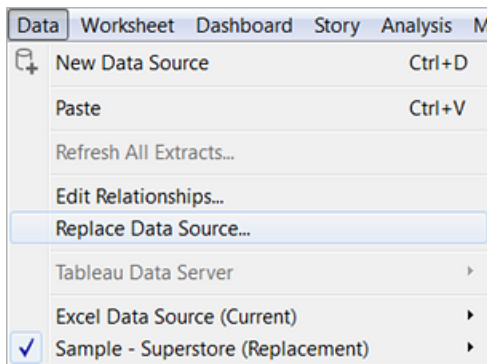 Data Worksheet Dashboard Story Analysis
New Data Source Ctrl+D
Paste Ctrl+V
Refresh All Extracts...
Edit Relationships...
Replace Data Source...
Tableau Data Server
Excel Data Source (Current)
Sample - Superstore (Replacement)